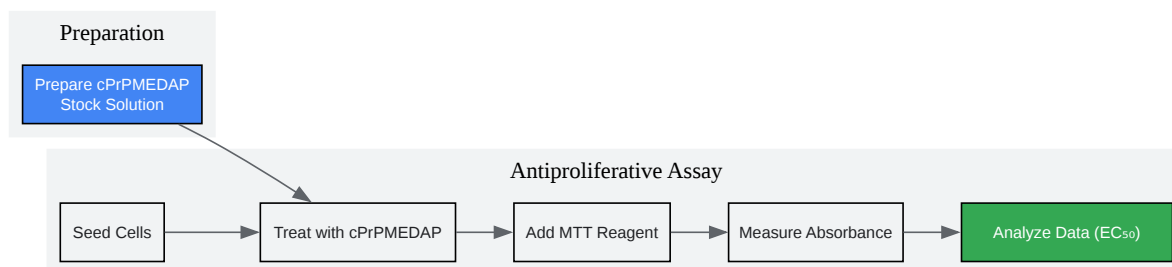 Preparation
Prepare cPrPMEDAP
Stock Solution
Antiproliferative Assay
Seed Cells
Treat with cPrPMEDAP
Add MTT Reagent
Measure Absorbance
Analyze Data (EC₅₀)